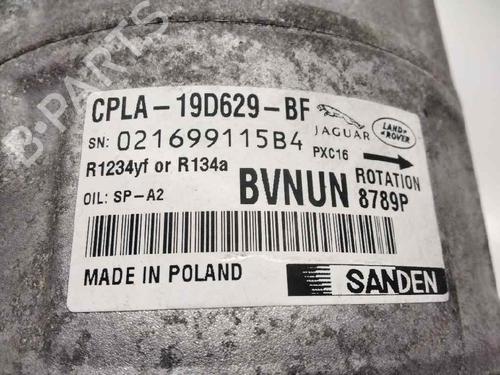 CPLA-19D629-BF
JAGUAR
LAND ROVER
SN: 021699115B4
PXC16
R1234yf or R134a
BVNUN
ROTATION
OIL: SP-A2
8789P
MADE IN POLAND
SANDEN